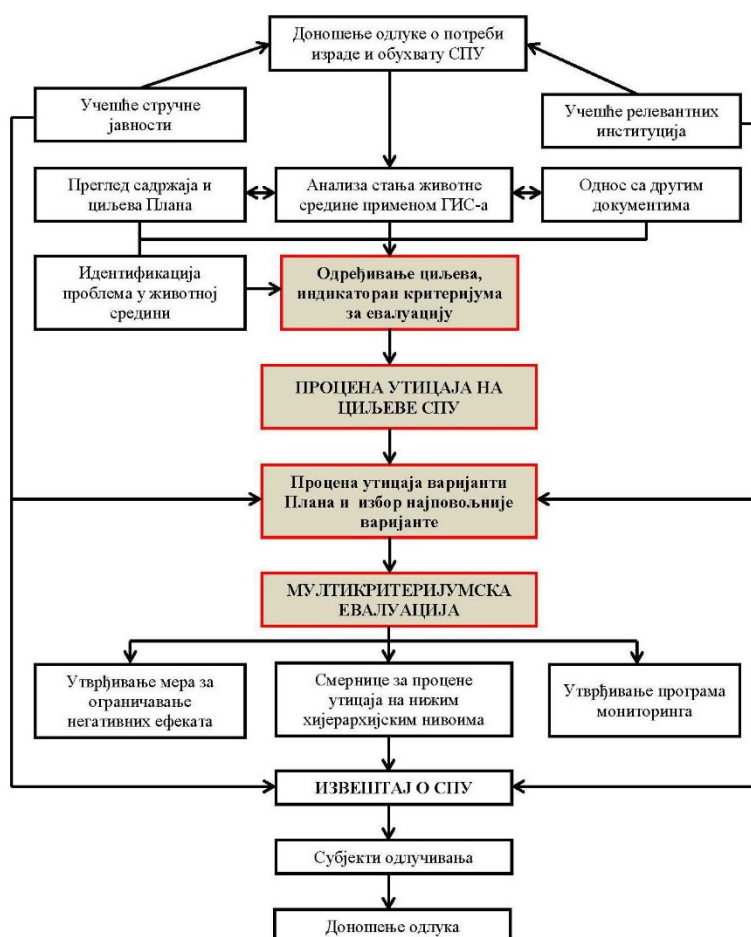 Доношење одлуке о потреби
израде и обухвату СПУ
Учешће стручне
јавности
Учешће релевантних
институција
Преглед садржаја и
циљева Плана
Анализа стања животне
средине применом ГИС-а
Однос са другим
документима
Идентификација
проблема у животној
средини
Одређивање циљева,
индикатораи критеријума
за евалуацију
ПРОЦЕНА УТИЦАЈА НА
ЦИЉЕВЕ СПУ
Процена утицаја варијанти
Плана и избор најповољније
варијанте
МУЛТИКРИТЕРИЈУМСКА
ЕВАЛУАЦИЈА
Утврђивање мера за
ограничавање
негативних ефеката
Смернице за процене
утицаја на нижим
хијерархијским нивоима
Утврђивање програма
мониторинга
ИЗВЕШТАЈ О СПУ
Субјекти одлучивања
Доношење одлука